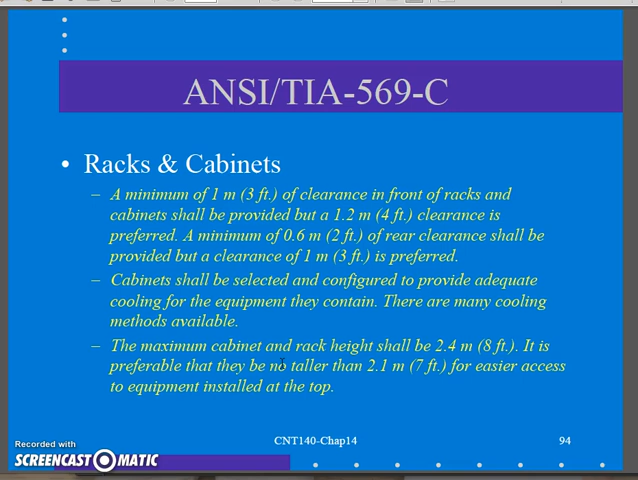 ANSI/TIA-569-C
• Racks & Cabinets
– A minimum of 1 m (3 ft.) of clearance in front of racks and
cabinets shall be provided but a 1.2 m (4 ft.) clearance is
preferred. A minimum of 0.6 m (2 ft.) of rear clearance shall be
provided but a clearance of 1 m (3 ft.) is preferred.
– Cabinets shall be selected and configured to provide adequate
cooling for the equipment they contain. There are many cooling
methods available.
– The maximum cabinet and rack height shall be 2.4 m (8 ft.). It is
preferable that they be no taller than 2.1 m (7 ft.) for easier access
to equipment installed at the top.
CNT140-Chap14
94
Recorded with
SCREENCAST-O-MATIC